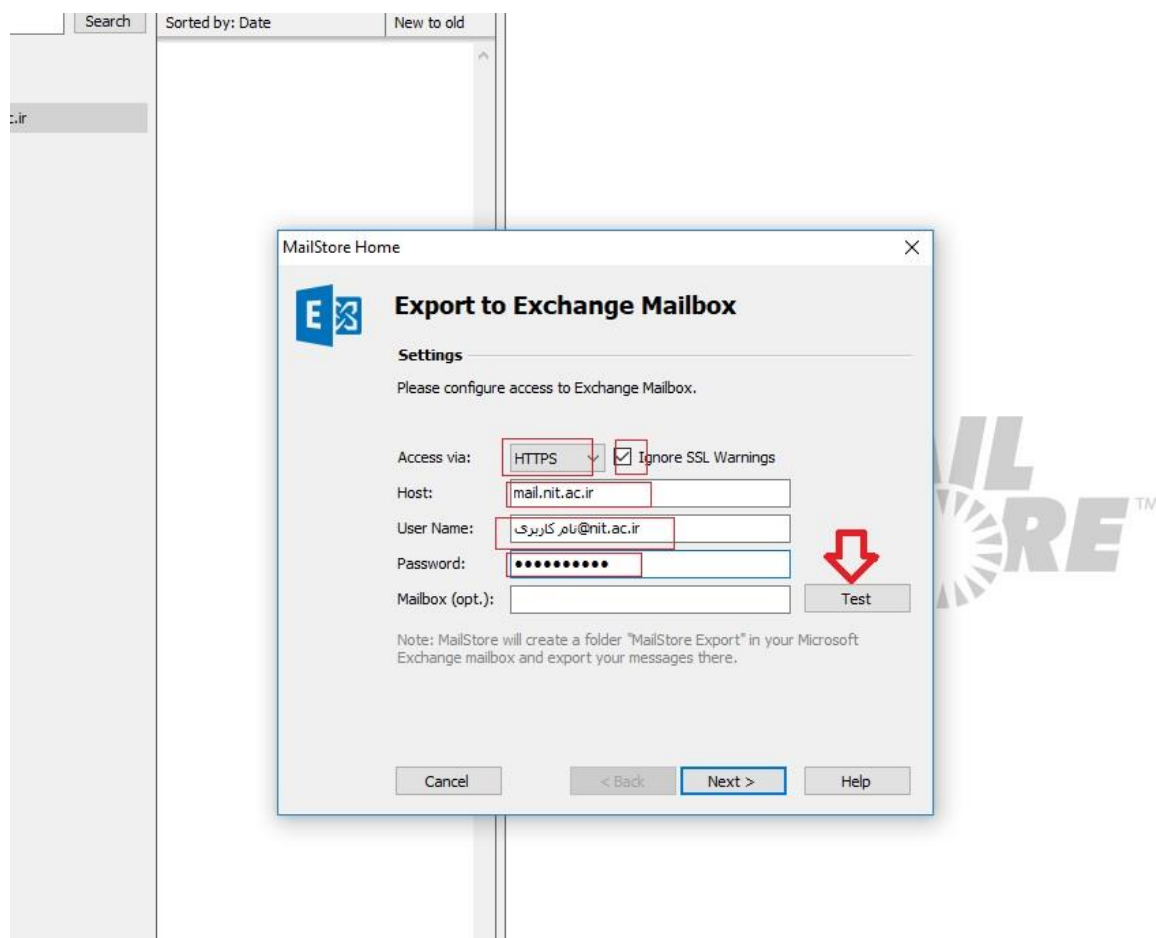 Search Sorted by: Date New to old
c.ir
MailStore Home
Export to Exchange Mailbox
Settings
Please configure access to Exchange Mailbox.
Access via: HTTPS Ignore SSL Warnings
Host: mail.nit.ac.ir
User Name: نام کاربری@nit.ac.ir
Password: ●●●●●●●●●●
Mailbox (opt.): Test
Note: MailStore will create a folder "MailStore Export" in your Microsoft
Exchange mailbox and export your messages there.
Cancel < Back Next > Help
IL
RE TM